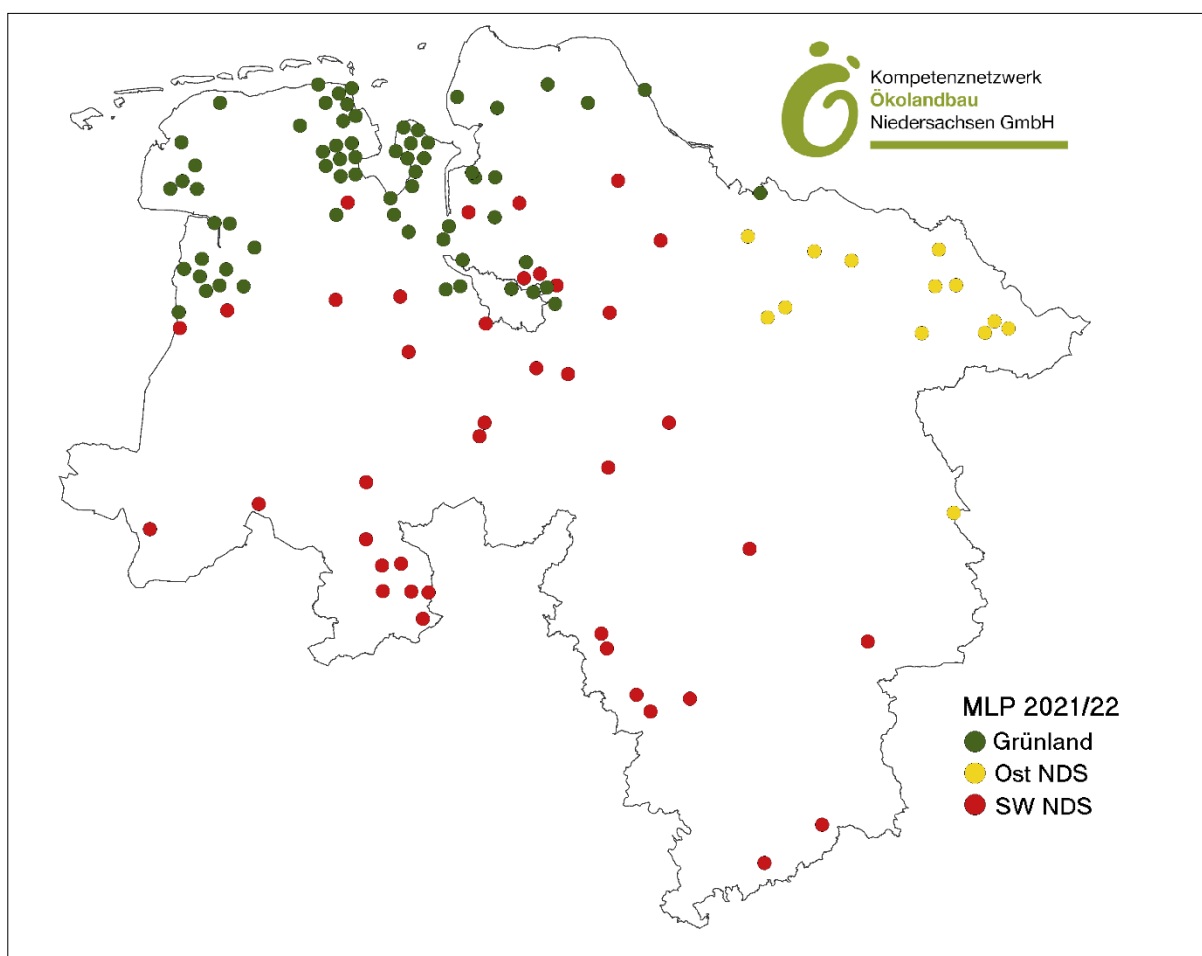 Kompetenznetzwerk
Ökolandbau
Niedersachsen GmbH
MLP 2021/22
Grünland
Ost NDS
SW NDS